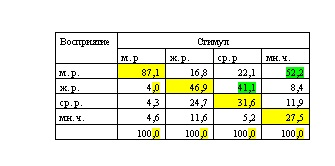 Восприятие Стимул
м.р ж.р. ср.р мн.ч.
м.р. 87,1 16,8 22,1 52,2
ж.р. 4,0 46,9 41,1 8,4
ср.р. 4,3 24,7 31,6 11,9
мн.ч. 4,6 11,6 5,2 27,5
100,0 100,0 100,0 100,0